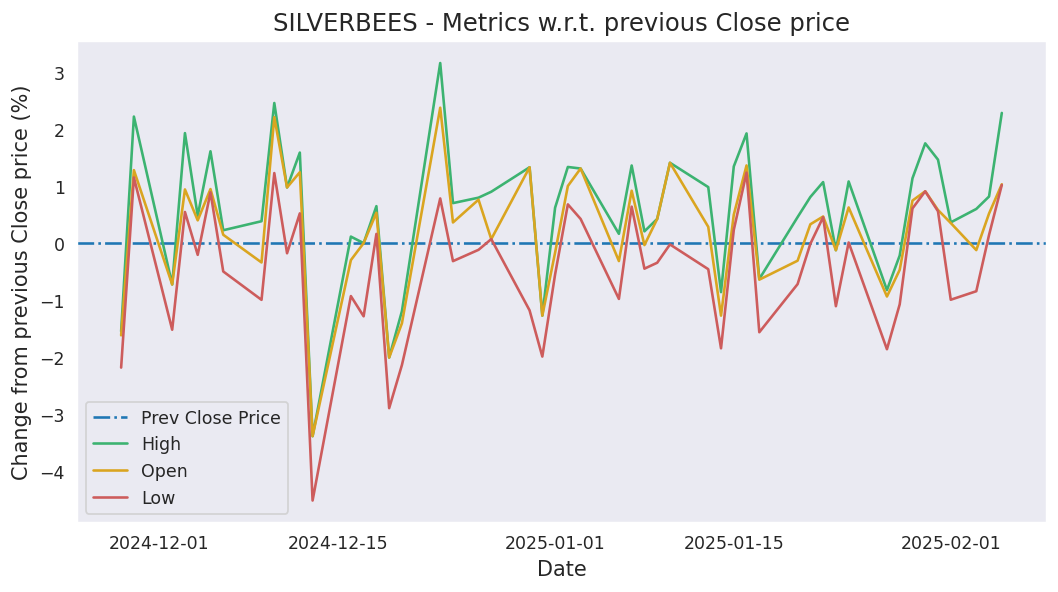 SILVERBEES - Metrics w.r.t. previous Close price
Change from previous Close price (%)
3
2
1
0
−1
−2
−3
−4
Prev Close Price
High
Open
Low
2024-12-01 2024-12-15 2025-01-01 2025-01-15 2025-02-01
Date